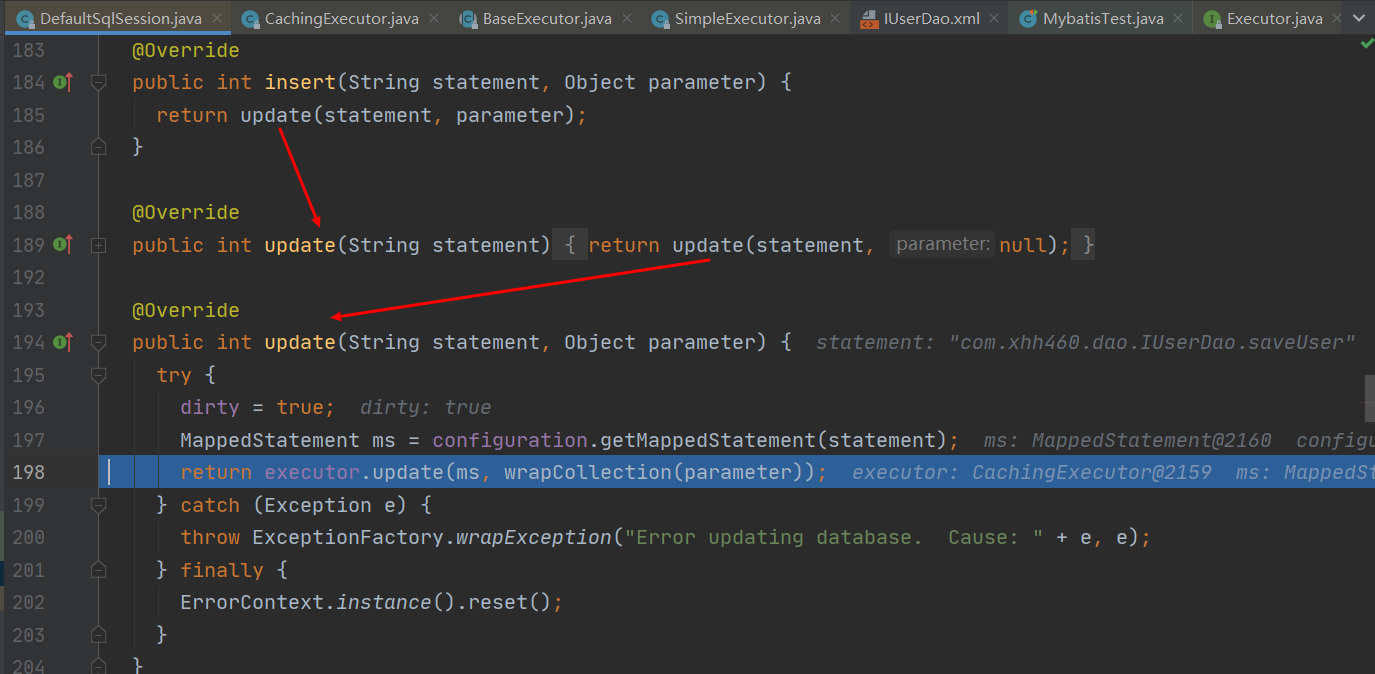 DefaultSqlSession.java × CachingExecutor.java × BaseExecutor.java × SimpleExecutor.java × IUserDao.xml × MybatisTest.java × Executor.java ×
183 @Override
184 public int insert(String statement, Object parameter) {
185 return update(statement, parameter);
186 }
187
188 @Override
189 public int update(String statement) { return update(statement, parameter: null); }
192
193 @Override
194 public int update(String statement, Object parameter) { statement: "com.xhh460.dao.IUserDao.saveUser"
195 try {
196 dirty = true; dirty: true
197 MappedStatement ms = configuration.getMappedStatement(statement); ms: MappedStatement@2160 configu
198 return executor.update(ms, wrapCollection(parameter)); executor: CachingExecutor@2159 ms: MappedSt
199 } catch (Exception e) {
200 throw ExceptionFactory.wrapException("Error updating database.  Cause: " + e, e);
201 } finally {
202 ErrorContext.instance().reset();
203 }
204 }